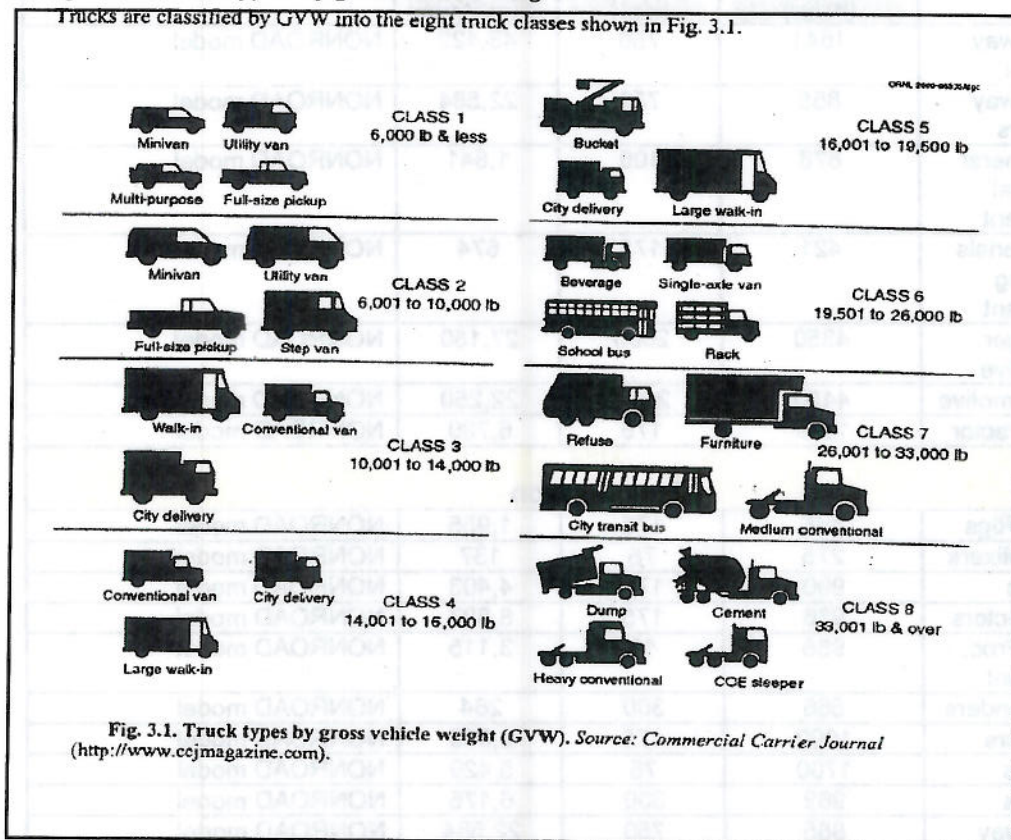 Trucks are classified by GVW into the eight truck classes shown in Fig. 3.1.
CLASS 1
6,000 lb & less
Minivan
Utility van
Multi-purpose
Full-size pickup
CLASS 2
6,001 to 10,000 lb
Minivan
Utility van
Full-size pickup
Step van
CLASS 3
10,001 to 14,000 lb
Walk-in
Conventional van
City delivery
CLASS 4
14,001 to 16,000 lb
Conventional van
City delivery
Large walk-in
CLASS 5
16,001 to 19,500 lb
Bucket
City delivery
Large walk-in
CLASS 6
19,501 to 26,000 lb
Beverage
Single-axle van
School bus
Rack
CLASS 7
26,001 to 33,000 lb
Refuse
Furniture
City transit bus
Medium conventional
CLASS 8
33,001 lb & over
Dump
Cement
Heavy conventional
COE sleeper
Fig. 3.1. Truck types by gross vehicle weight (GVW). Source: Commercial Carrier Journal
(http://www.ccjmagazine.com).